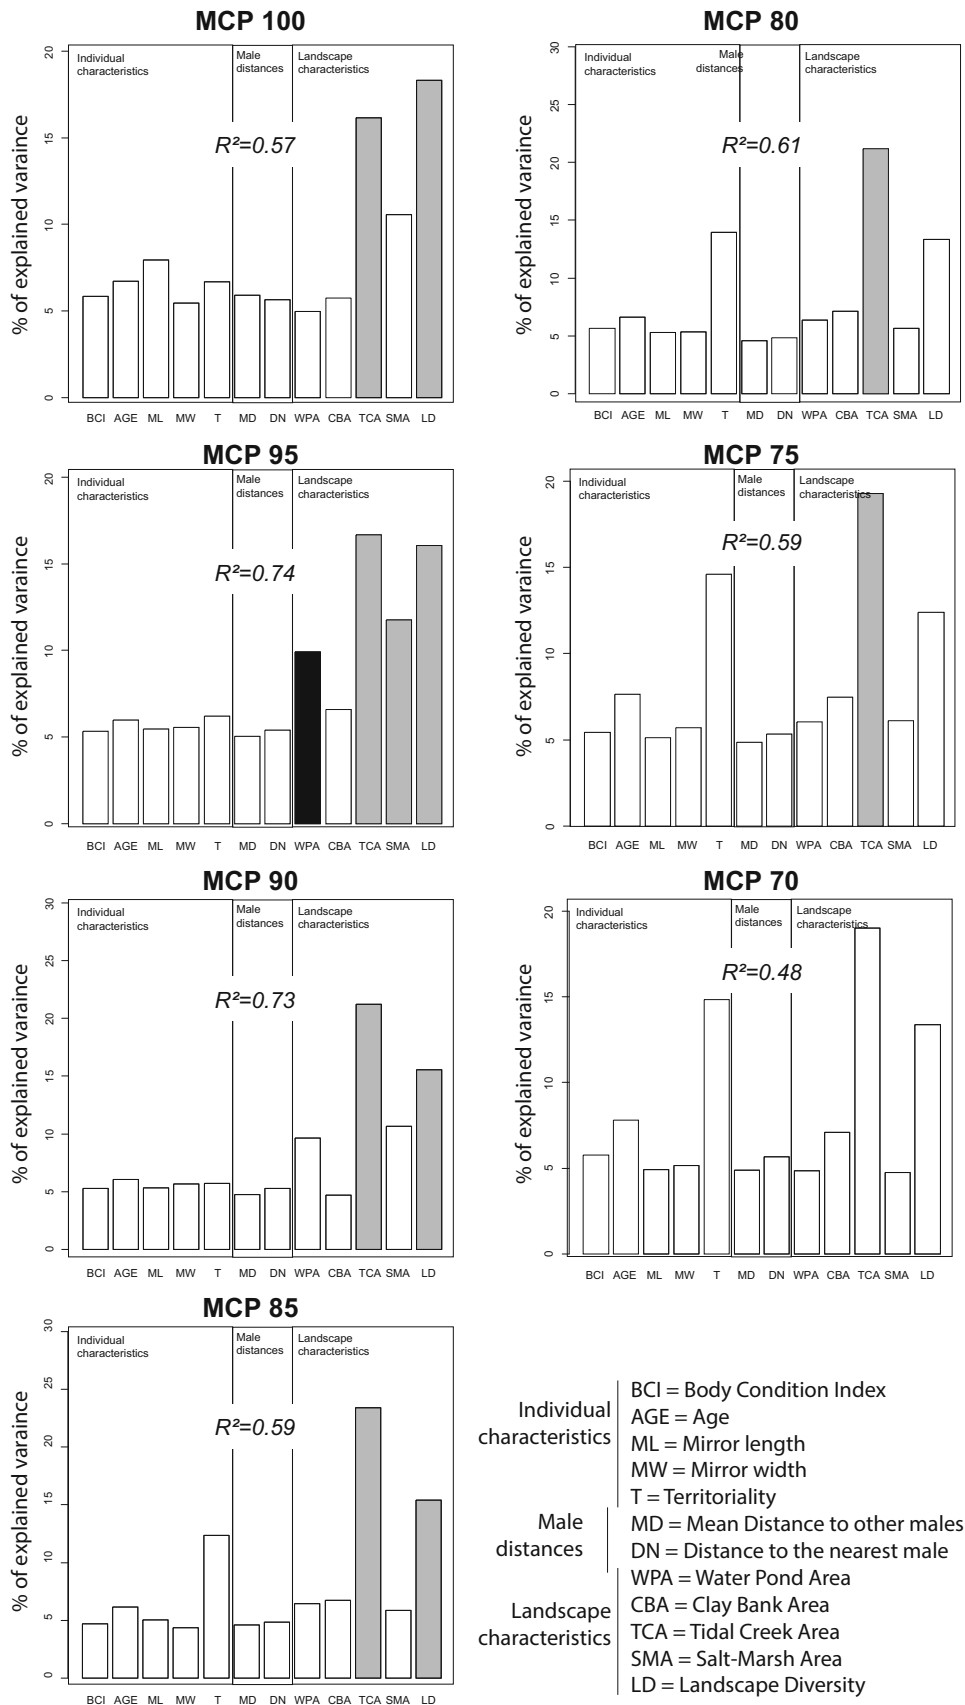 MCP 100
% of explained varaince
20
15
10
5
0
Individual
characteristics
Male
distances
Landscape
characteristics
R²=0.57
BCI AGE ML MW T MD DN WPA CBA TCA SMA LD
MCP 80
% of explained varaince
30
25
20
15
10
5
0
Individual
characteristics
Male
distances
Landscape
characteristics
R²=0.61
BCI AGE ML MW T MD DN WPA CBA TCA SMA LD
MCP 95
% of explained varaince
20
15
10
5
0
Individual
characteristics
Male
distances
Landscape
characteristics
R²=0.74
BCI AGE ML MW T MD DN WPA CBA TCA SMA LD
MCP 75
% of explained varaince
20
15
10
5
0
Individual
characteristics
Male
distances
Landscape
characteristics
R²=0.59
BCI AGE ML MW T MD DN WPA CBA TCA SMA LD
MCP 90
% of explained varaince
30
25
20
15
10
5
0
Individual
characteristics
Male
distances
Landscape
characteristics
R²=0.73
BCI AGE ML MW T MD DN WPA CBA TCA SMA LD
MCP 70
% of explained varaince
20
15
10
5
0
Individual
characteristics
Male
distances
Landscape
characteristics
R²=0.48
BCI AGE ML MW T MD DN WPA CBA TCA SMA LD
MCP 85
% of explained varaince
30
25
20
15
10
5
0
Individual
characteristics
Male
distances
Landscape
characteristics
R²=0.59
BCI AGE ML MW T MD DN WPA CBA TCA SMA LD
Individual
characteristics
BCI = Body Condition Index
AGE = Age
ML = Mirror length
MW = Mirror width
T = Territoriality
Male
distances
MD = Mean Distance to other males
DN = Distance to the nearest male
Landscape
characteristics
WPA = Water Pond Area
CBA = Clay Bank Area
TCA = Tidal Creek Area
SMA = Salt-Marsh Area
LD = Landscape Diversity